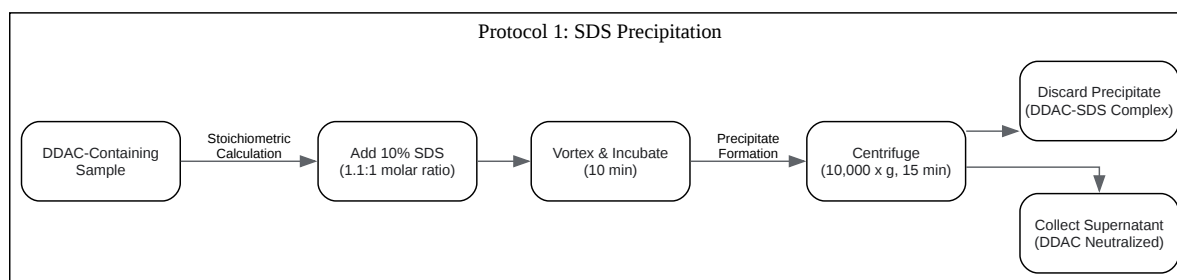 Protocol 1: SDS Precipitation
DDAC-Containing
Sample
Stoichiometric
Calculation
Add 10% SDS
(1.1:1 molar ratio)
Vortex & Incubate
(10 min)
Precipitate
Formation
Centrifuge
(10,000 x g, 15 min)
Discard Precipitate
(DDAC-SDS Complex)
Collect Supernatant
(DDAC Neutralized)